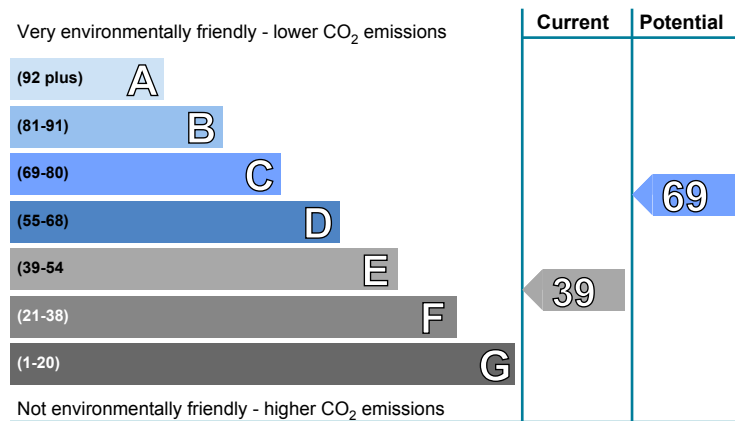 Current Potential
Very environmentally friendly - lower CO₂ emissions
(92 plus) A
(81-91) B
(69-80) C
69
(55-68) D
(39-54 E
39
(21-38) F
(1-20) G
Not environmentally friendly - higher CO₂ emissions